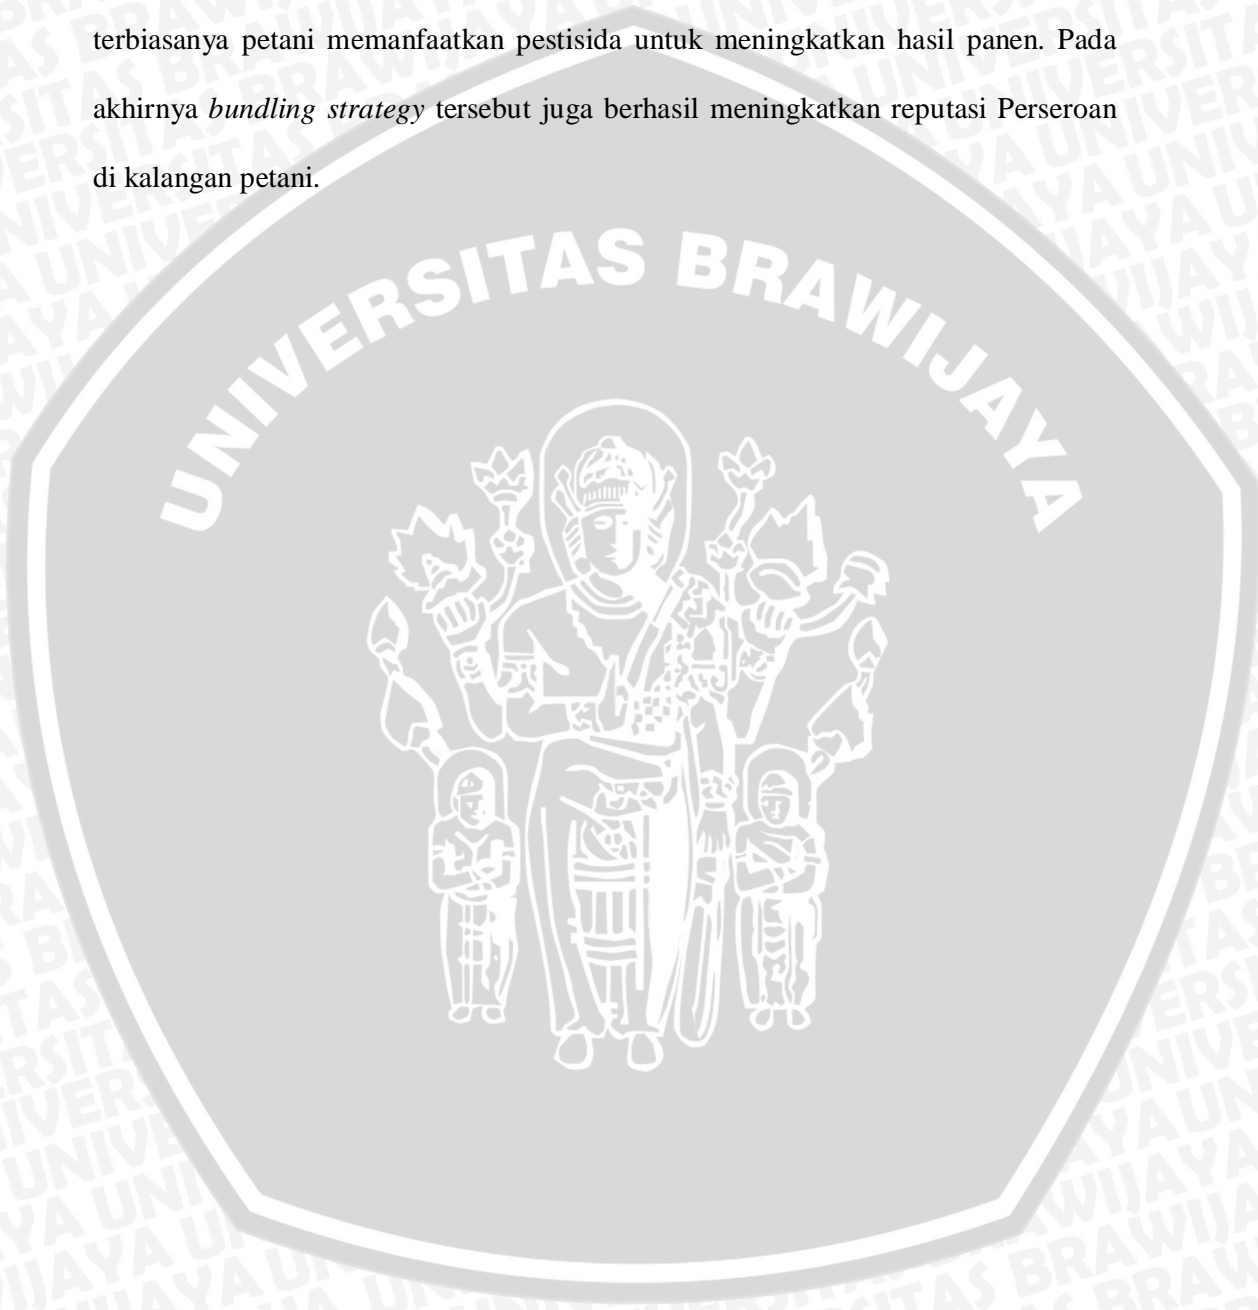 terbiasanya petani memanfaatkan pestisida untuk meningkatkan hasil panen. Pada
akhirnya bundling strategy tersebut juga berhasil meningkatkan reputasi Perseroan
di kalangan petani.
UNIVERSITAS BRAWIJAYA